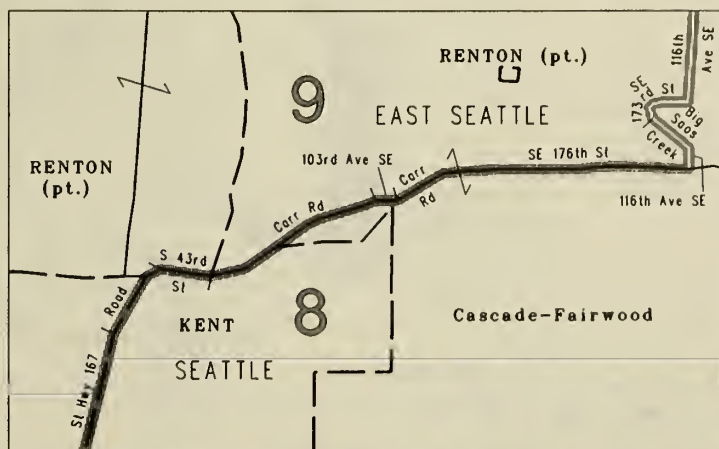 RENTON (pt.)
116th
Ave SE
9
EAST SEATTLE
SE
173rd
St
Big
Soos
Creek
RENTON
(pt.)
103rd Ave SE
Carr
Rd
SE 176th St
116th Ave SE
Carr Rd
S 43rd
St
Road
KENT
8
Cascade-Fairwood
SEATTLE
St Hwy 167